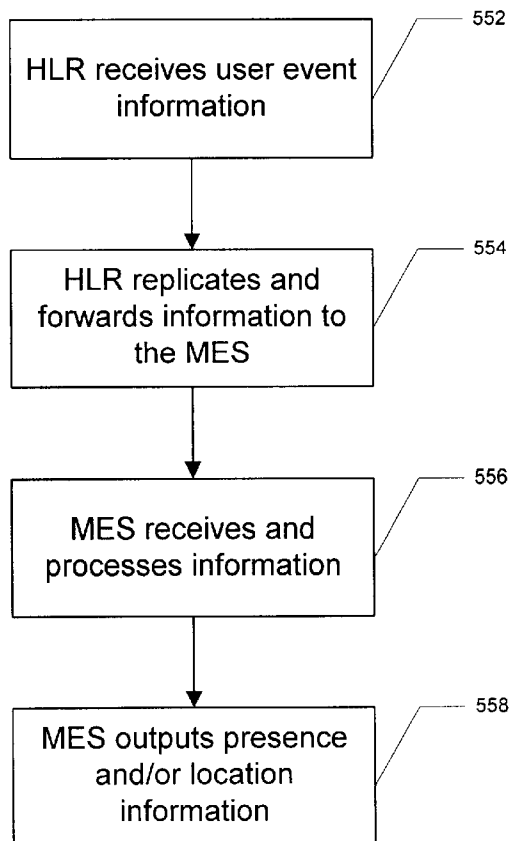 552
HLR receives user event
information
554
HLR replicates and
forwards information to
the MES
556
MES receives and
processes information
558
MES outputs presence
and/or location
information